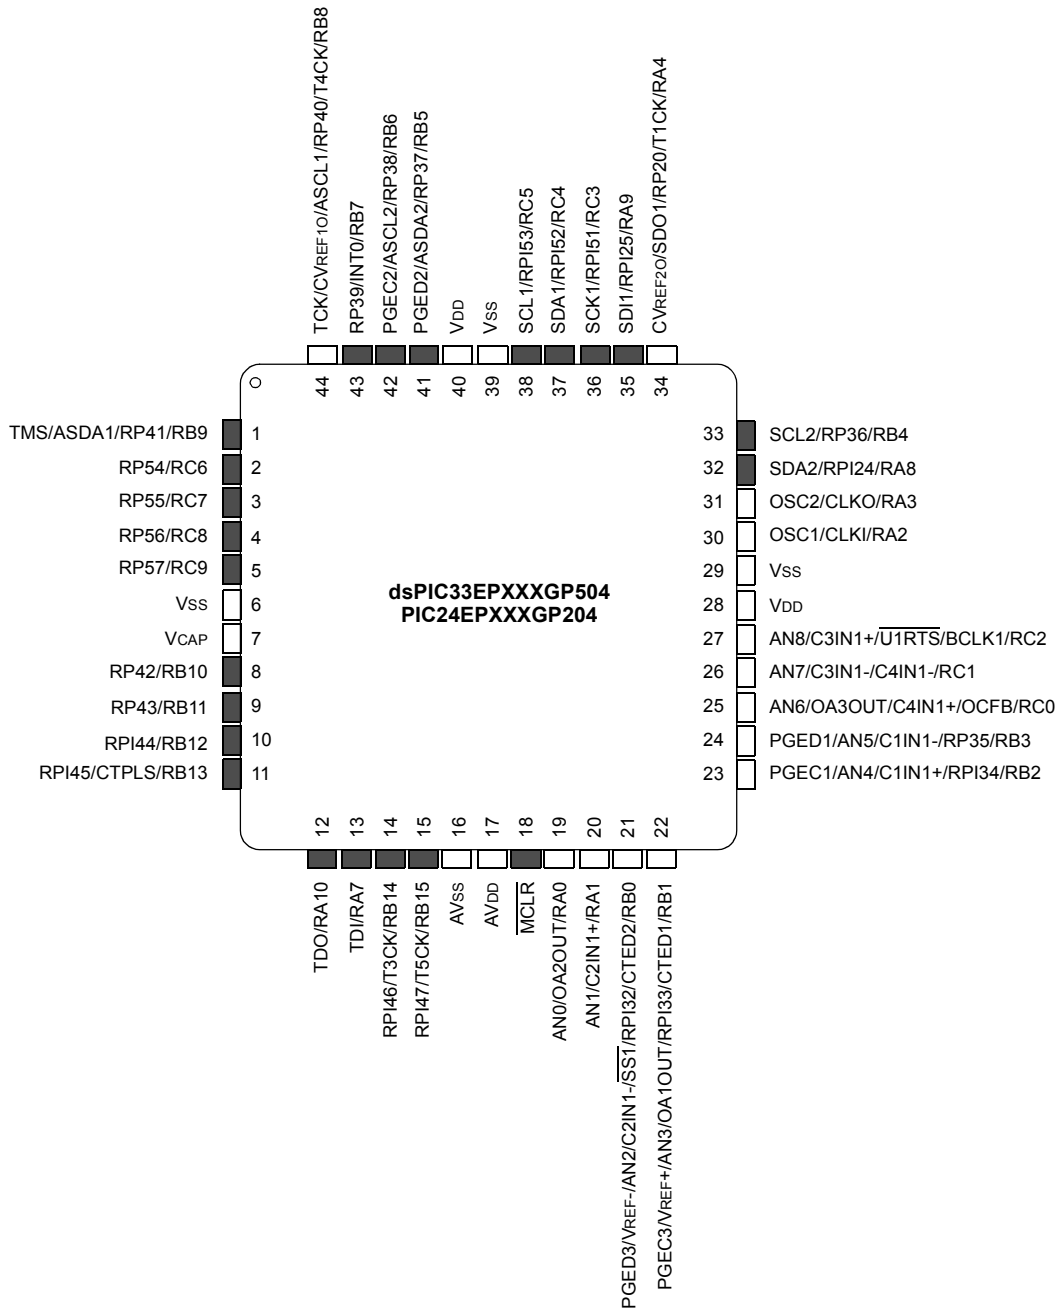 TCK/CVREF1O/ASCL1/RP40/T4CK/RB8
RP39/INT0/RB7
PGEC2/ASCL2/RP38/RB6
PGED2/ASDA2/RP37/RB5
VDD
VSS
SCL1/RPI53/RC5
SDA1/RPI52/RC4
SCK1/RPI51/RC3
SDI1/RPI25/RA9
CVREF2O/SDO1/RP20/T1CK/RA4
44 43 42 41 40 39 38 37 36 35 34
TMS/ASDA1/RP41/RB9 1
RP54/RC6 2
RP55/RC7 3
RP56/RC8 4
RP57/RC9 5
VSS 6
VCAP 7
RP42/RB10 8
RP43/RB11 9
RPI44/RB12 10
RPI45/CTPLS/RB13 11
dsPIC33EPXXXGP504
PIC24EPXXXGP204
33 SCL2/RP36/RB4
32 SDA2/RPI24/RA8
31 OSC2/CLKO/RA3
30 OSC1/CLKI/RA2
29 VSS
28 VDD
27 AN8/C3IN1+/U1RTS/BCLK1/RC2
26 AN7/C3IN1-/C4IN1-/RC1
25 AN6/OA3OUT/C4IN1+/OCFB/RC0
24 PGED1/AN5/C1IN1-/RP35/RB3
23 PGEC1/AN4/C1IN1+/RPI34/RB2
12 13 14 15 16 17 18 19 20 21 22
TDO/RA10
TDI/RA7
RPI46/T3CK/RB14
RPI47/T5CK/RB15
AVSS
AVDD
MCLR
AN0/OA2OUT/RA0
AN1/C2IN1+/RA1
PGED3/VREF-/AN2/C2IN1-/SS1/RPI32/CTED2/RB0
PGEC3/VREF+/AN3/OA1OUT/RPI33/CTED1/RB1